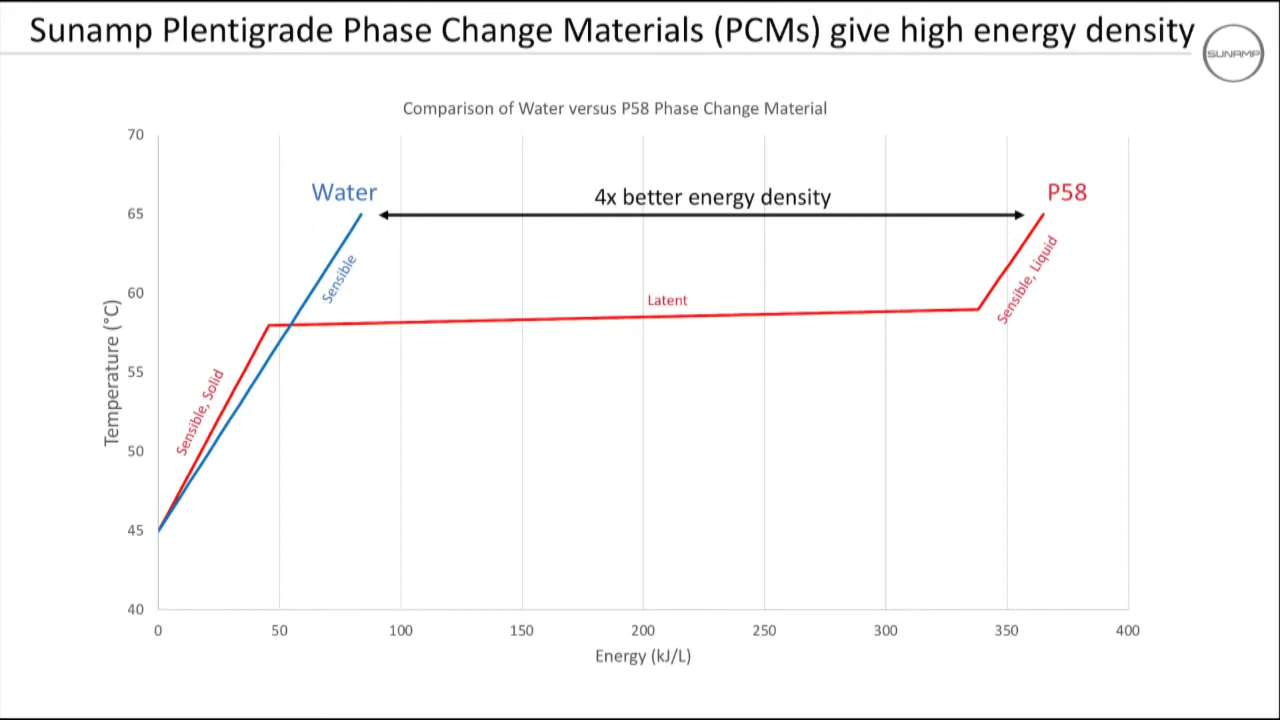 Sunamp Plentigrade Phase Change Materials (PCMs) give high energy density
SUNAMP
Comparison of Water versus P58 Phase Change Material
70
65
60
55
50
45
40
Temperature (°C)
Water
4x better energy density
P58
Sensible
Latent
Sensible, Liquid
Sensible, Solid
0 50 100 150 200 250 300 350 400
Energy (kJ/L)